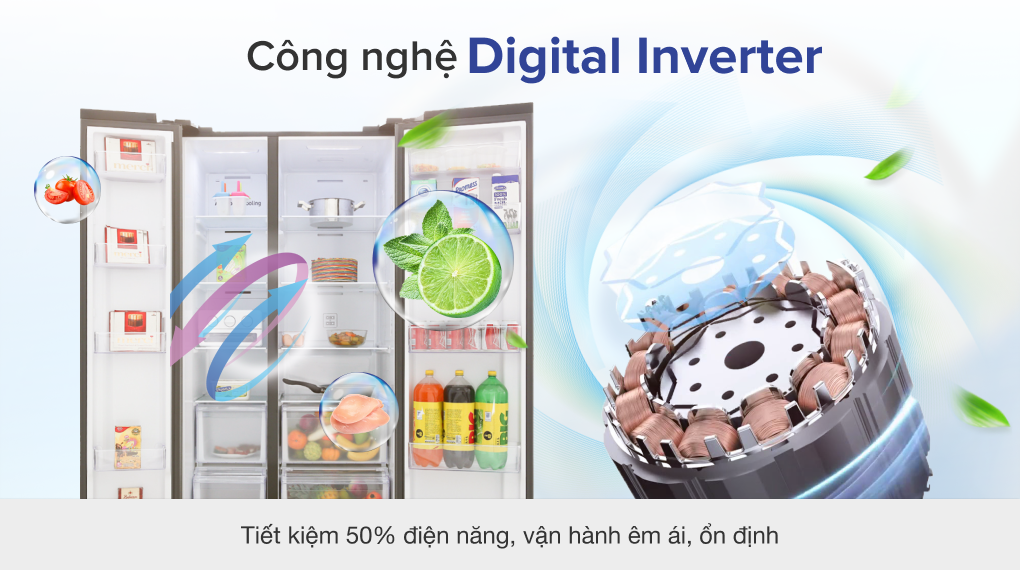 Công nghệ Digital Inverter
Tiết kiệm 50% điện năng, vận hành êm ái, ổn định